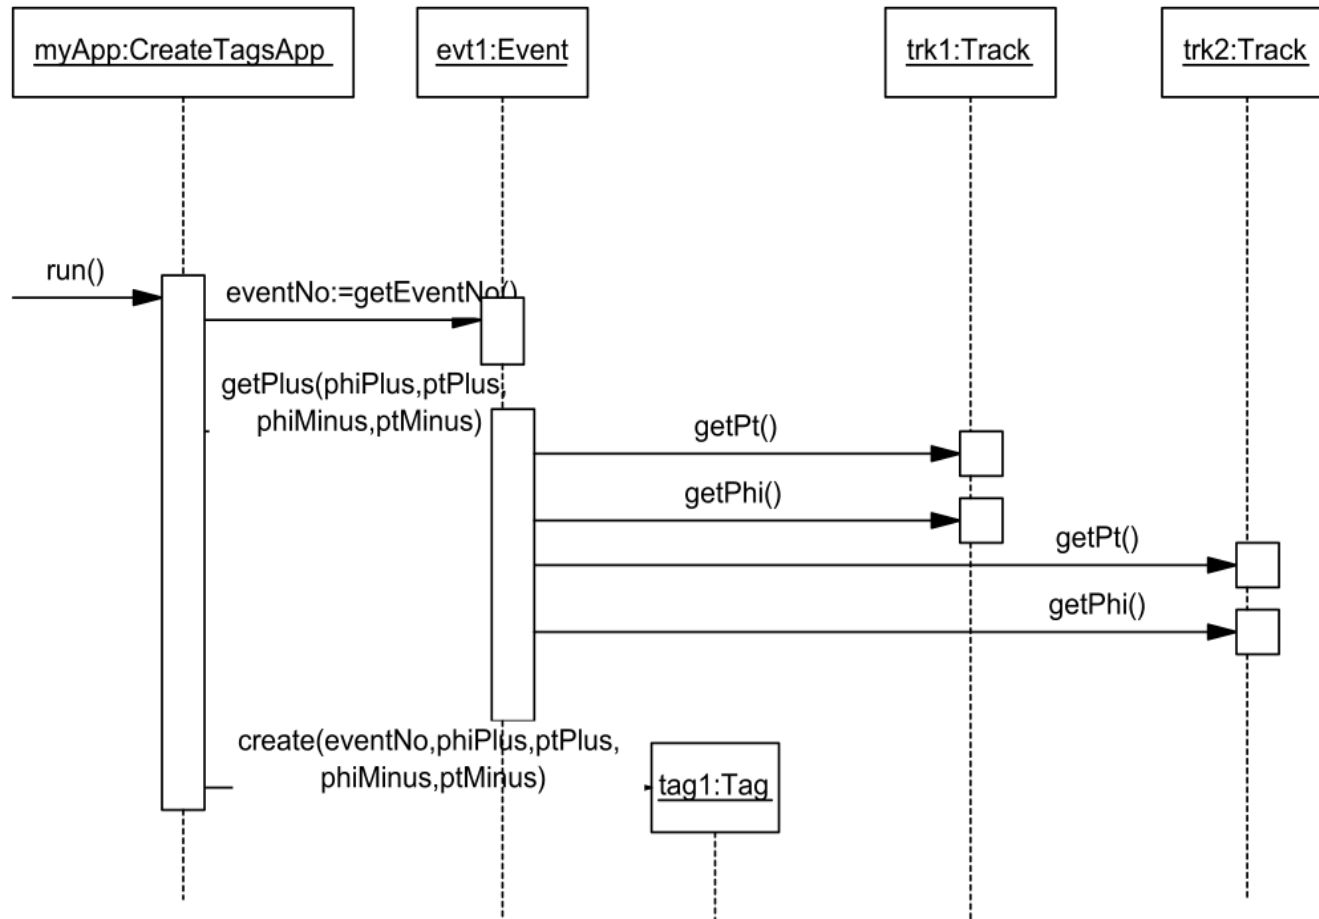 myApp:CreateTagsApp
evt1:Event
trk1:Track
trk2:Track
run()
eventNo:=getEventNo()
getPlus(phiPlus,ptPlus,
phiMinus,ptMinus)
getPt()
getPhi()
getPt()
getPhi()
create(eventNo,phiPlus,ptPlus,
phiMinus,ptMinus)
tag1:Tag